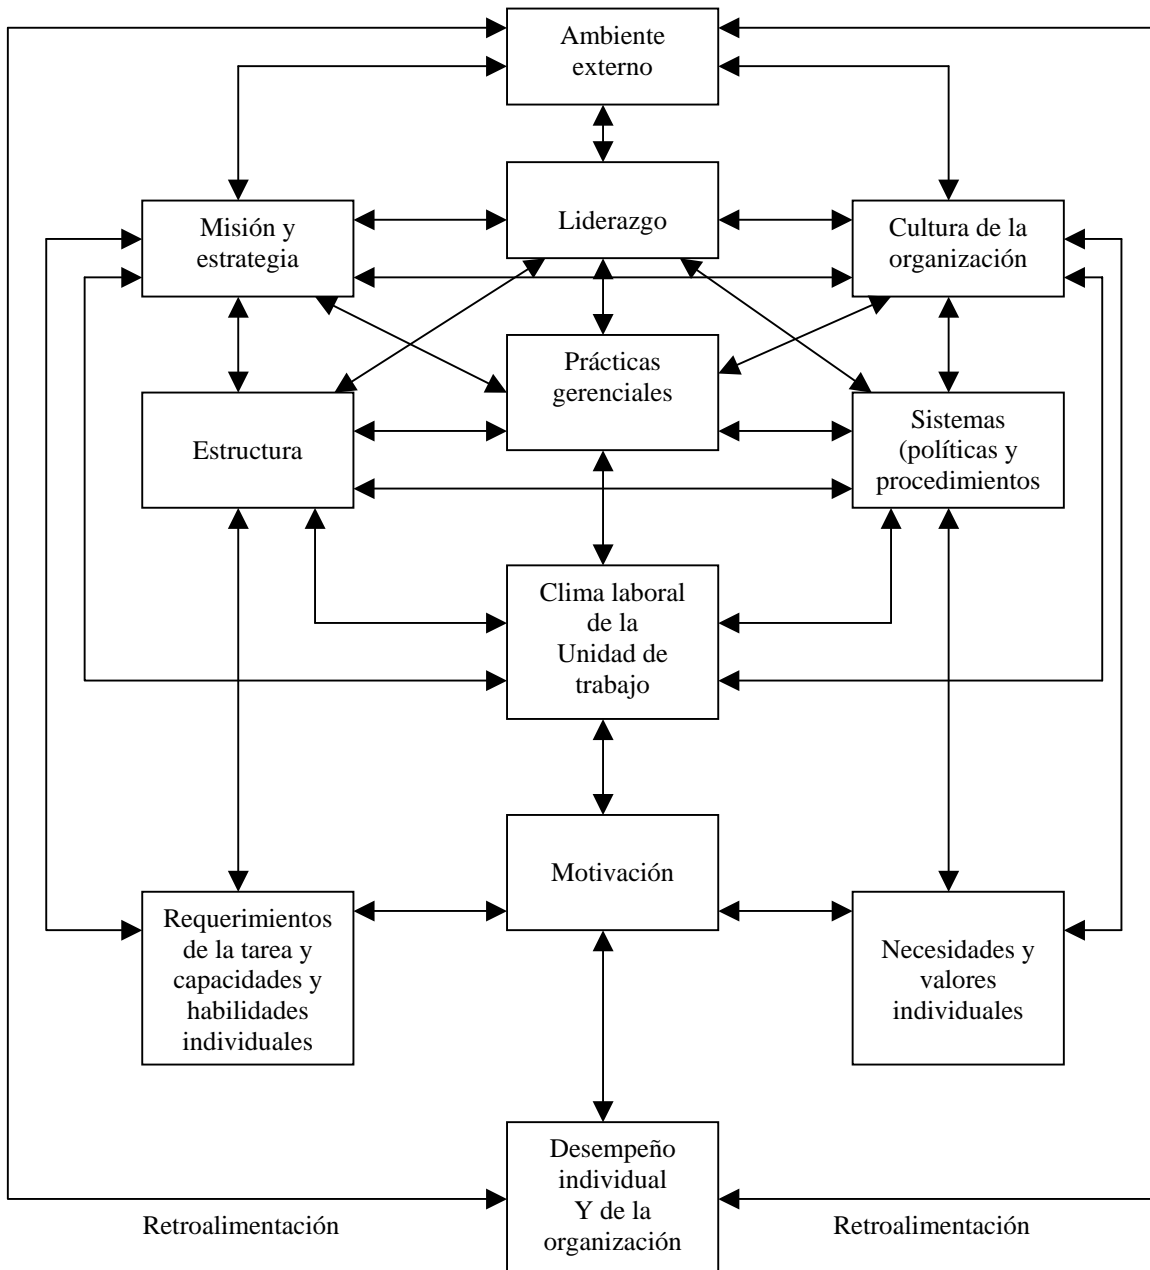 Ambiente
externo
Liderazgo
Misión y
estrategia
Cultura de la
organización
Prácticas
gerenciales
Estructura
Sistemas
(políticas y
procedimientos
Clima laboral
de la
Unidad de
trabajo
Motivación
Requerimientos
de la tarea y
capacidades y
habilidades
individuales
Necesidades y
valores
individuales
Desempeño
individual
Y de la
organización
Retroalimentación
Retroalimentación